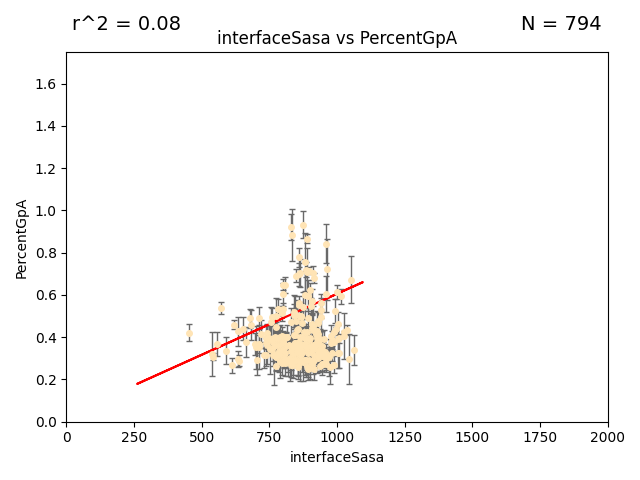 r^2 = 0.08
N = 794
interfaceSasa vs PercentGpA
PercentGpA
1.6
1.4
1.2
1.0
0.8
0.6
0.4
0.2
0.0
0 250 500 750 1000 1250 1500 1750 2000
interfaceSasa